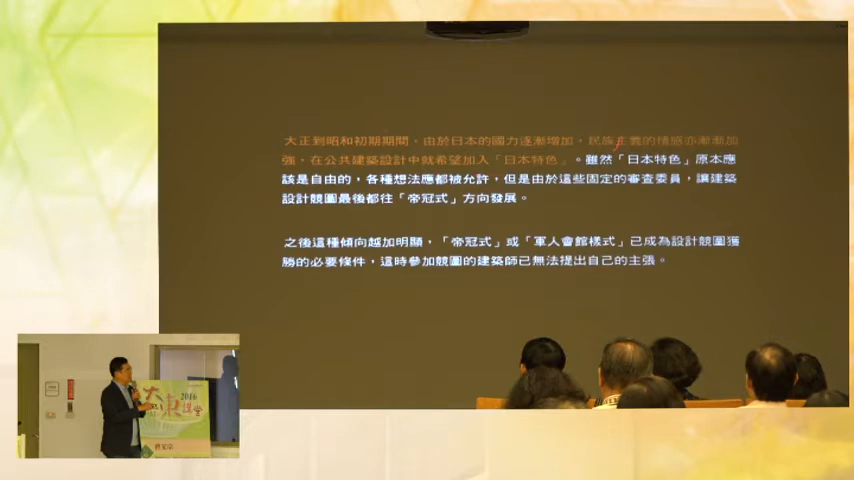 大正到昭和初期期間，由於日本的國力逐漸增加，民族主義的情感亦漸漸加
強，在公共建築設計中就希望加入「日本特色」。雖然「日本特色」原本應
該是自由的，各種想法應都被允許，但是由於這些固定的審查委員，讓建築
設計競圖最後都往「帝冠式」方向發展。
之後這種傾向越加明顯，「帝冠式」或「軍人會館樣式」已成為設計競圖獲
勝的必要條件，這時參加競圖的建築師已無法提出自己的主張。
2016
大東講堂